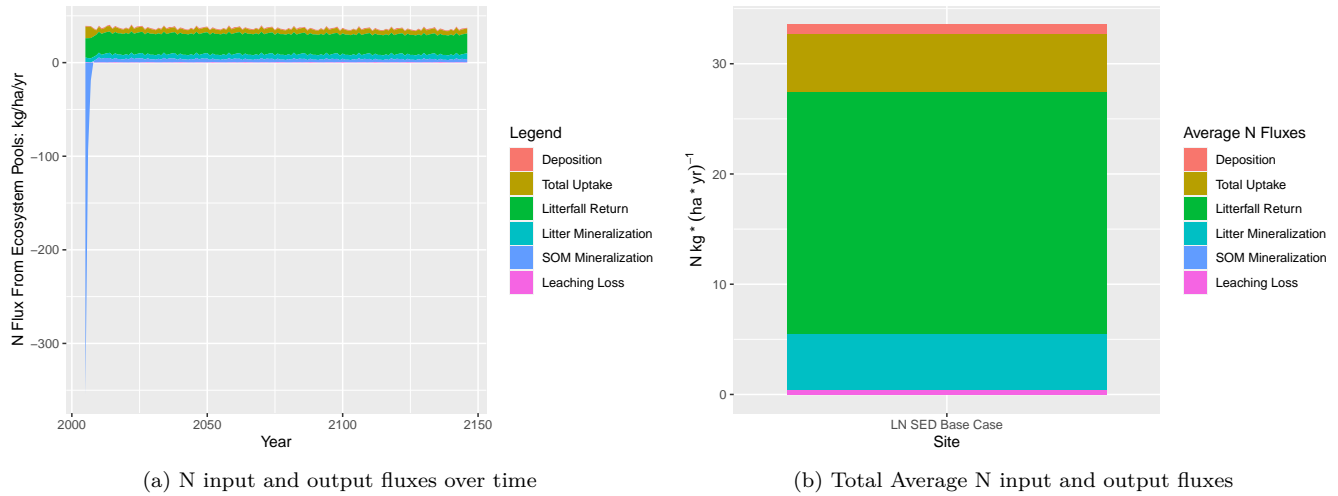 N Flux From Ecosystem Pools: kg/ha/yr
0
−100
−200
−300
2000
2050
2100
2150
Year
Legend
Deposition
Total Uptake
Litterfall Return
Litter Mineralization
SOM Mineralization
Leaching Loss
(a) N input and output fluxes over time
N kg * (ha * yr)⁻¹
30
20
10
0
LN SED Base Case
Site
Average N Fluxes
Deposition
Total Uptake
Litterfall Return
Litter Mineralization
SOM Mineralization
Leaching Loss
(b) Total Average N input and output fluxes